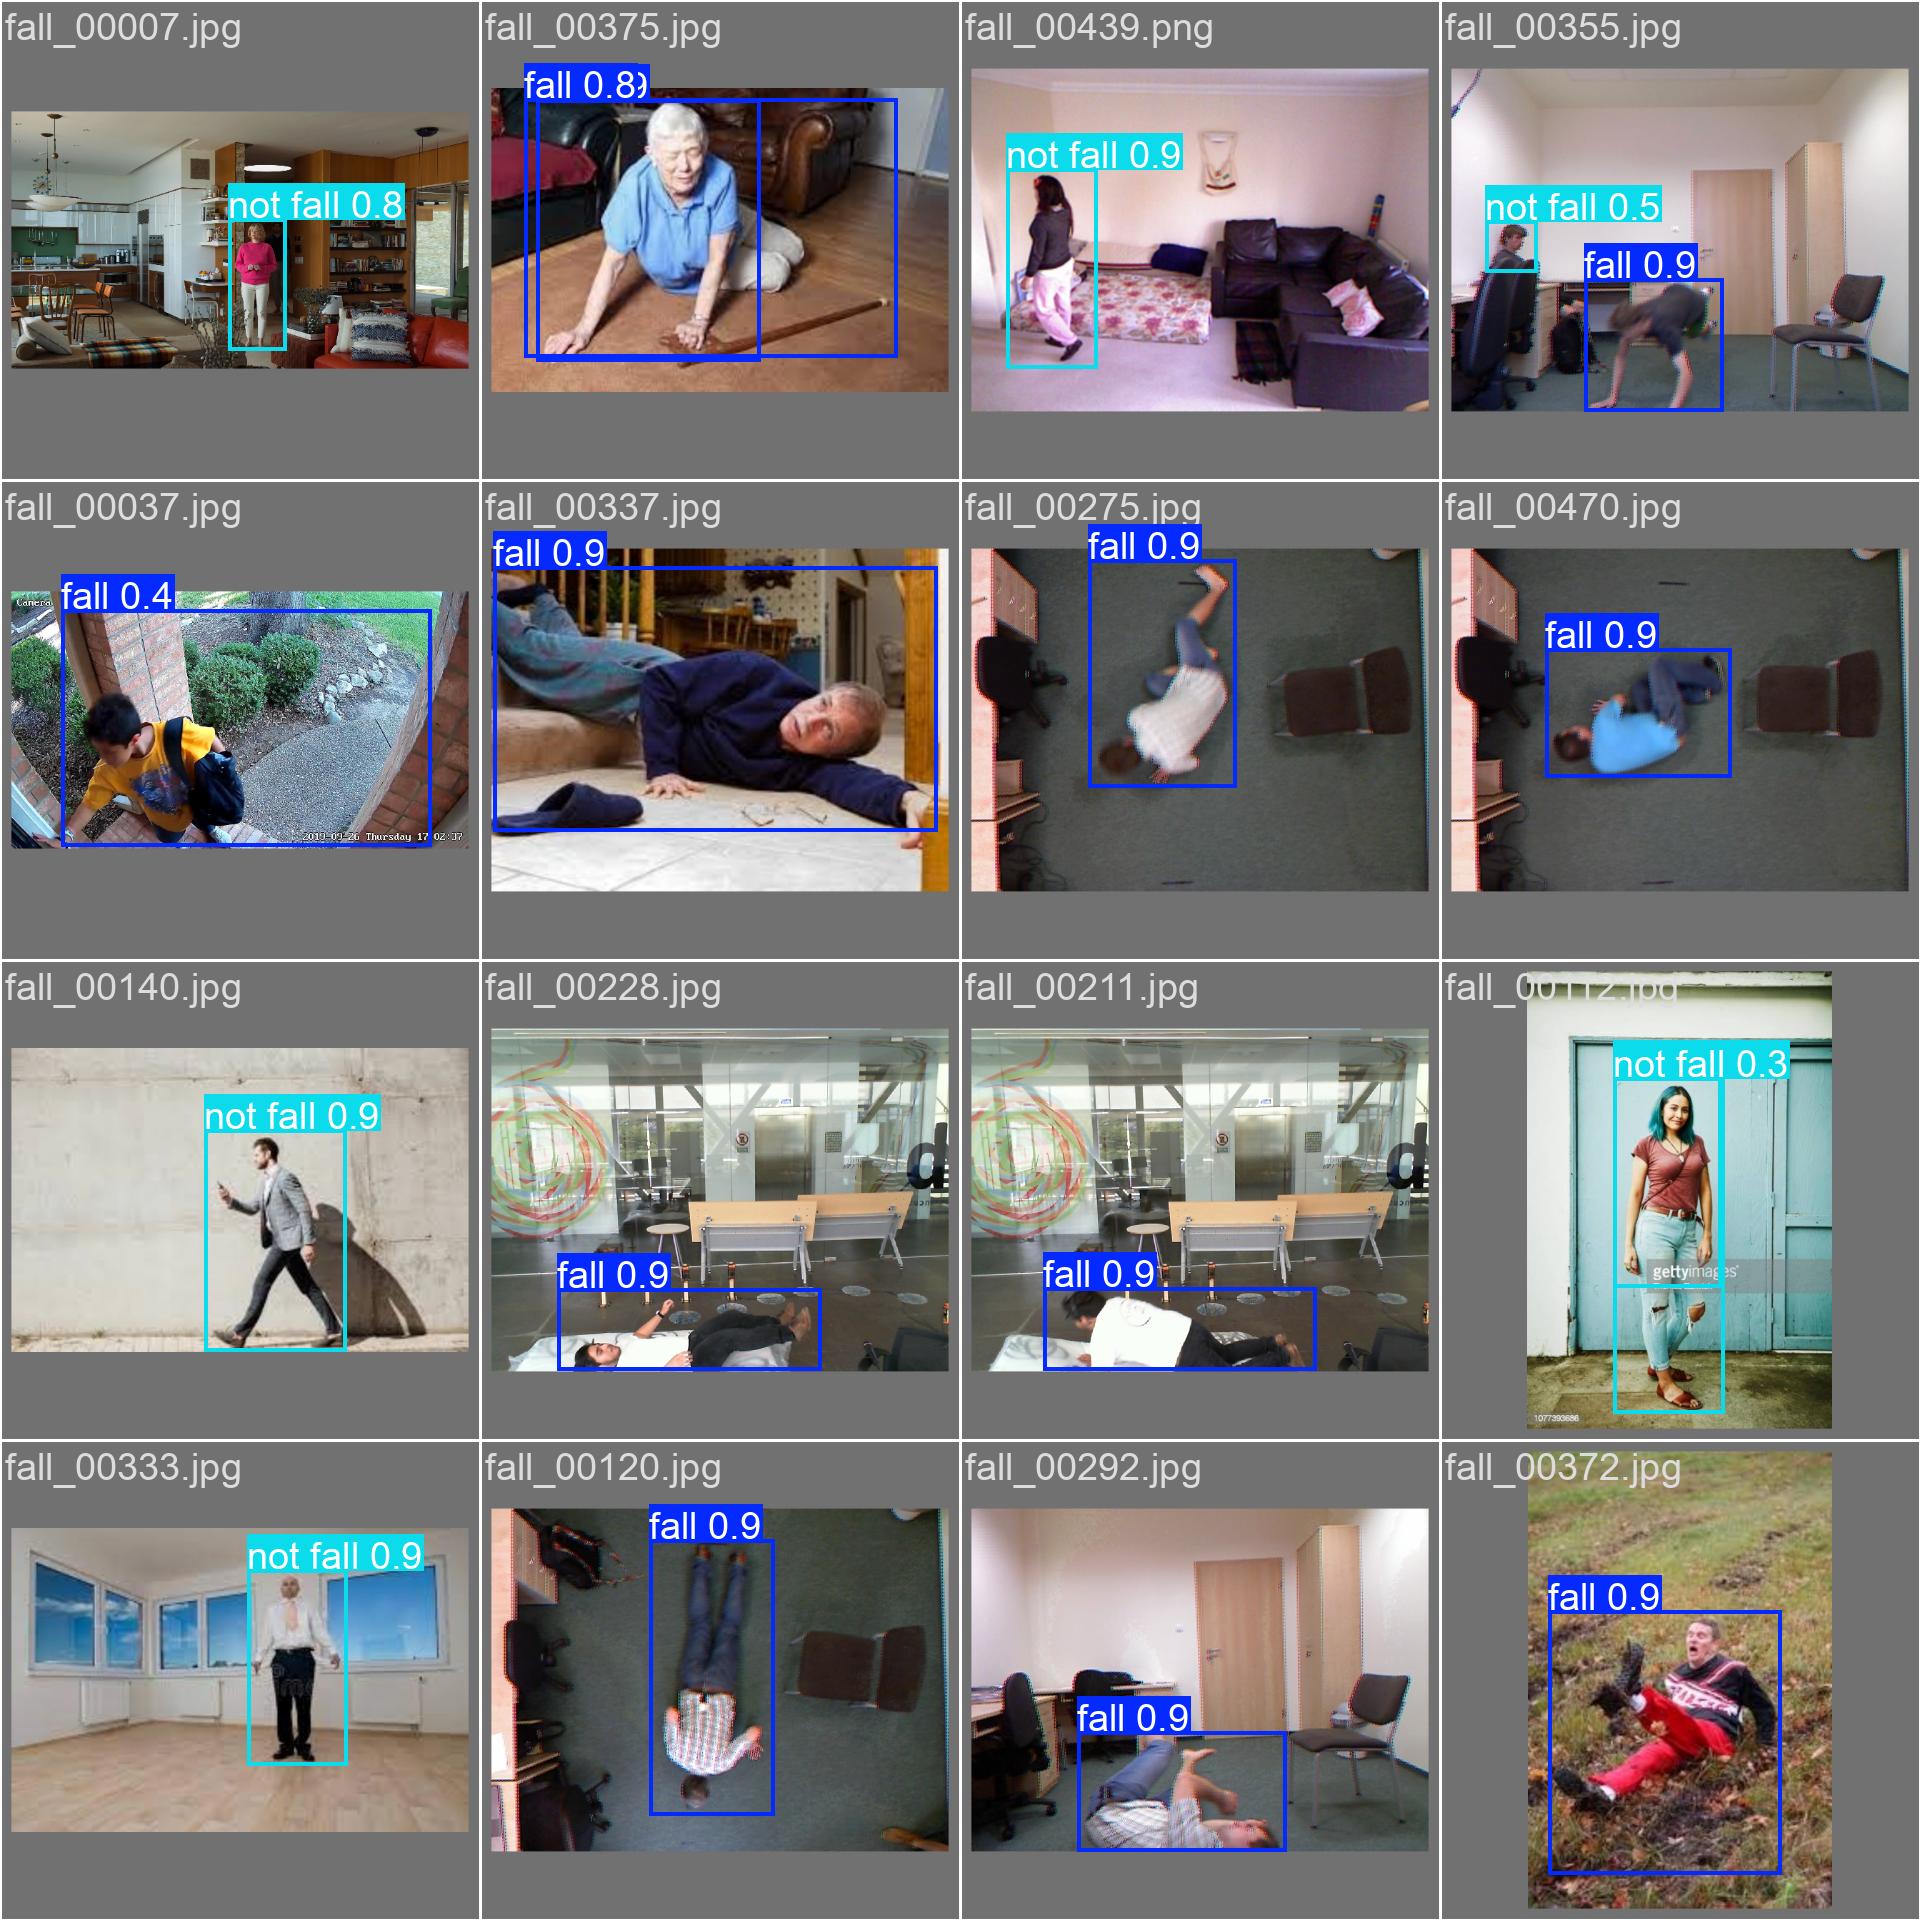 fall_00007.jpg
not fall 0.8
fall_00375.jpg
fall 0.8
fall_00439.png
not fall 0.9
fall_00355.jpg
not fall 0.5
fall 0.9
fall_00037.jpg
fall 0.4
Camera
2019-09-26 Thursday 17:02:37
fall_00337.jpg
fall 0.9
fall_00275.jpg
fall 0.9
fall_00470.jpg
fall 0.9
fall_00140.jpg
not fall 0.9
fall_00228.jpg
fall 0.9
fall_00211.jpg
fall 0.9
fall_00112.jpg
not fall 0.3
gettyimages
1077393686
fall_00333.jpg
not fall 0.9
fall_00120.jpg
fall 0.9
fall_00292.jpg
fall 0.9
fall_00372.jpg
fall 0.9